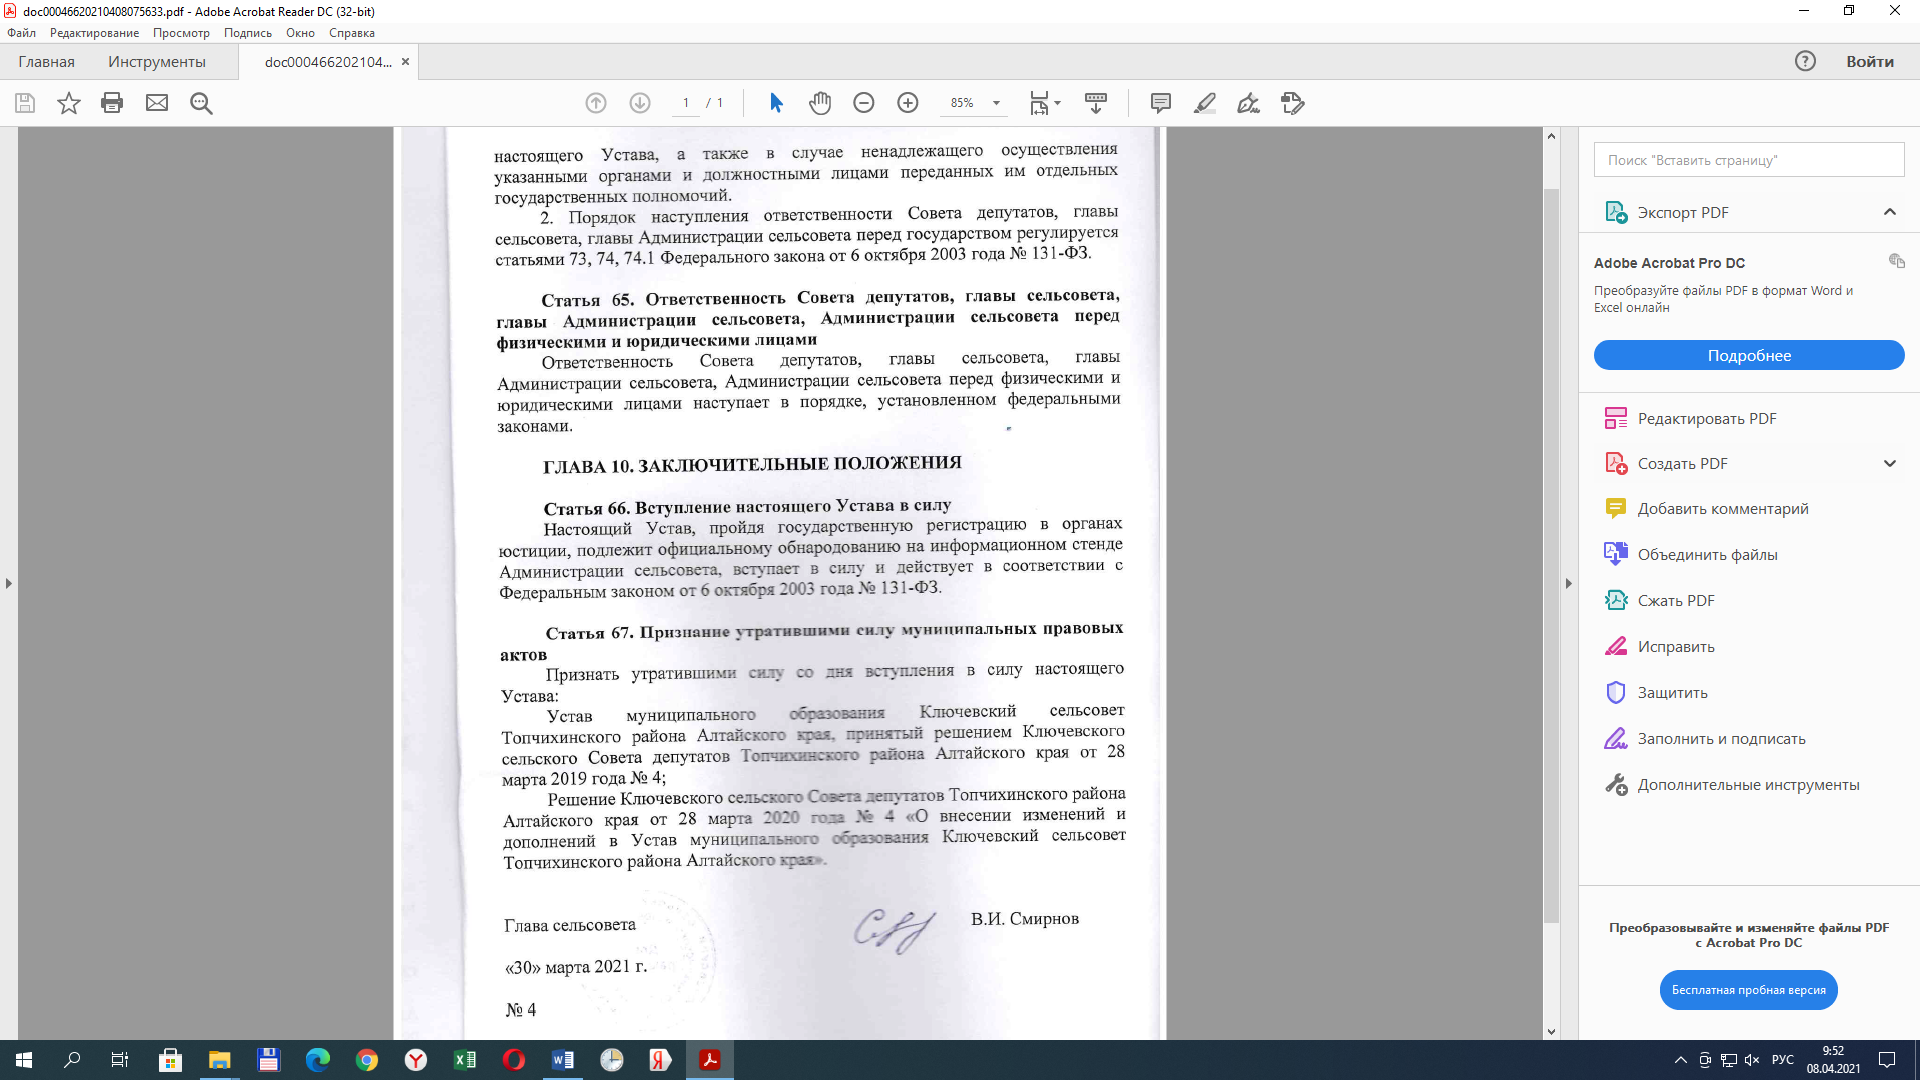 doc00046620210408075633.pdf - Adobe Acrobat Reader DC (32-bit)
Файл Редактирование Просмотр Подпись Окно Справка
Главная Инструменты doc000466202104... × Войти
1 / 1 85%
настоящего Устава, а также в случае ненадлежащего осуществления
указанными органами и должностными лицами переданных им отдельных
государственных полномочий.
2. Порядок наступления ответственности Совета депутатов, главы
сельсовета, главы Администрации сельсовета перед государством регулируется
статьями 73, 74, 74.1 Федерального закона от 6 октября 2003 года № 131-ФЗ.
Статья 65. Ответственность Совета депутатов, главы сельсовета,
главы Администрации сельсовета, Администрации сельсовета перед
физическими и юридическими лицами
Ответственность Совета депутатов, главы сельсовета, главы
Администрации сельсовета, Администрации сельсовета перед физическими и
юридическими лицами наступает в порядке, установленном федеральными
законами.
ГЛАВА 10. ЗАКЛЮЧИТЕЛЬНЫЕ ПОЛОЖЕНИЯ
Статья 66. Вступление настоящего Устава в силу
Настоящий Устав, пройдя государственную регистрацию в органах
юстиции, подлежит официальному обнародованию на информационном стенде
Администрации сельсовета, вступает в силу и действует в соответствии с
Федеральным законом от 6 октября 2003 года № 131-ФЗ.
Статья 67. Признание утратившими силу муниципальных правовых
актов
Признать утратившими силу со дня вступления в силу настоящего
Устава:
Устав муниципального образования Ключевский сельсовет
Топчихинского района Алтайского края, принятый решением Ключевского
сельского Совета депутатов Топчихинского района Алтайского края от 28
марта 2019 года № 4;
Решение Ключевского сельского Совета депутатов Топчихинского района
Алтайского края от 28 марта 2020 года № 4 «О внесении изменений и
дополнений в Устав муниципального образования Ключевский сельсовет
Топчихинского района Алтайского края».
Глава сельсовета В.И. Смирнов
«30» марта 2021 г.
№ 4
Поиск "Вставить страницу"
Экспорт PDF
Adobe Acrobat Pro DC
Преобразуйте файлы PDF в формат Word и
Excel онлайн
Подробнее
Редактировать PDF
Создать PDF
Добавить комментарий
Объединить файлы
Сжать PDF
Исправить
Защитить
Заполнить и подписать
Дополнительные инструменты
Преобразовывайте и изменяйте файлы PDF
с Acrobat Pro DC
Бесплатная пробная версия
РУС
9:52
08.04.2021